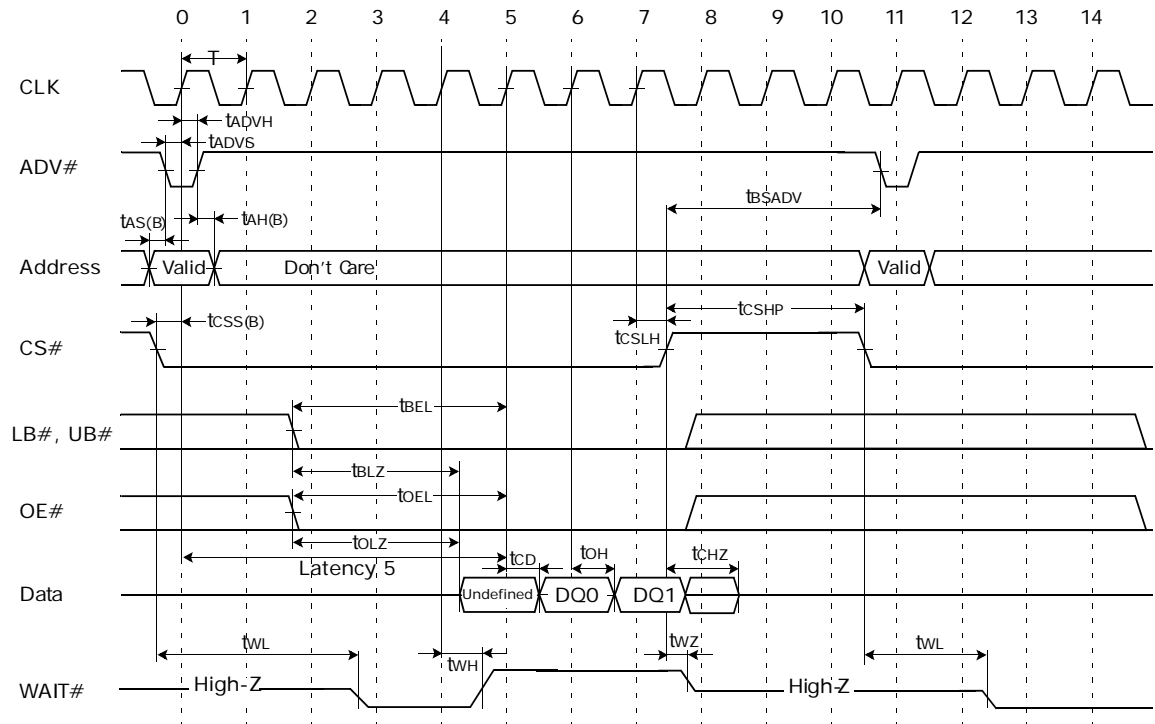 0 1 2 3 4 5 6 7 8 9 10 11 12 13 14
T
CLK
tADVH
tADVS
ADV#
tBSADV
tAS(B) tAH(B)
Address Valid Don't Care Valid
tCSHP
tCSS(B)
tCSLH
CS#
tBEL
LB#, UB#
tBLZ
tOEL
OE#
tOLZ
tCD tOH tCHZ
Latency 5
Data Undefined DQ0 DQ1
tWL tWH tWZ tWL
WAIT# High-Z High-Z